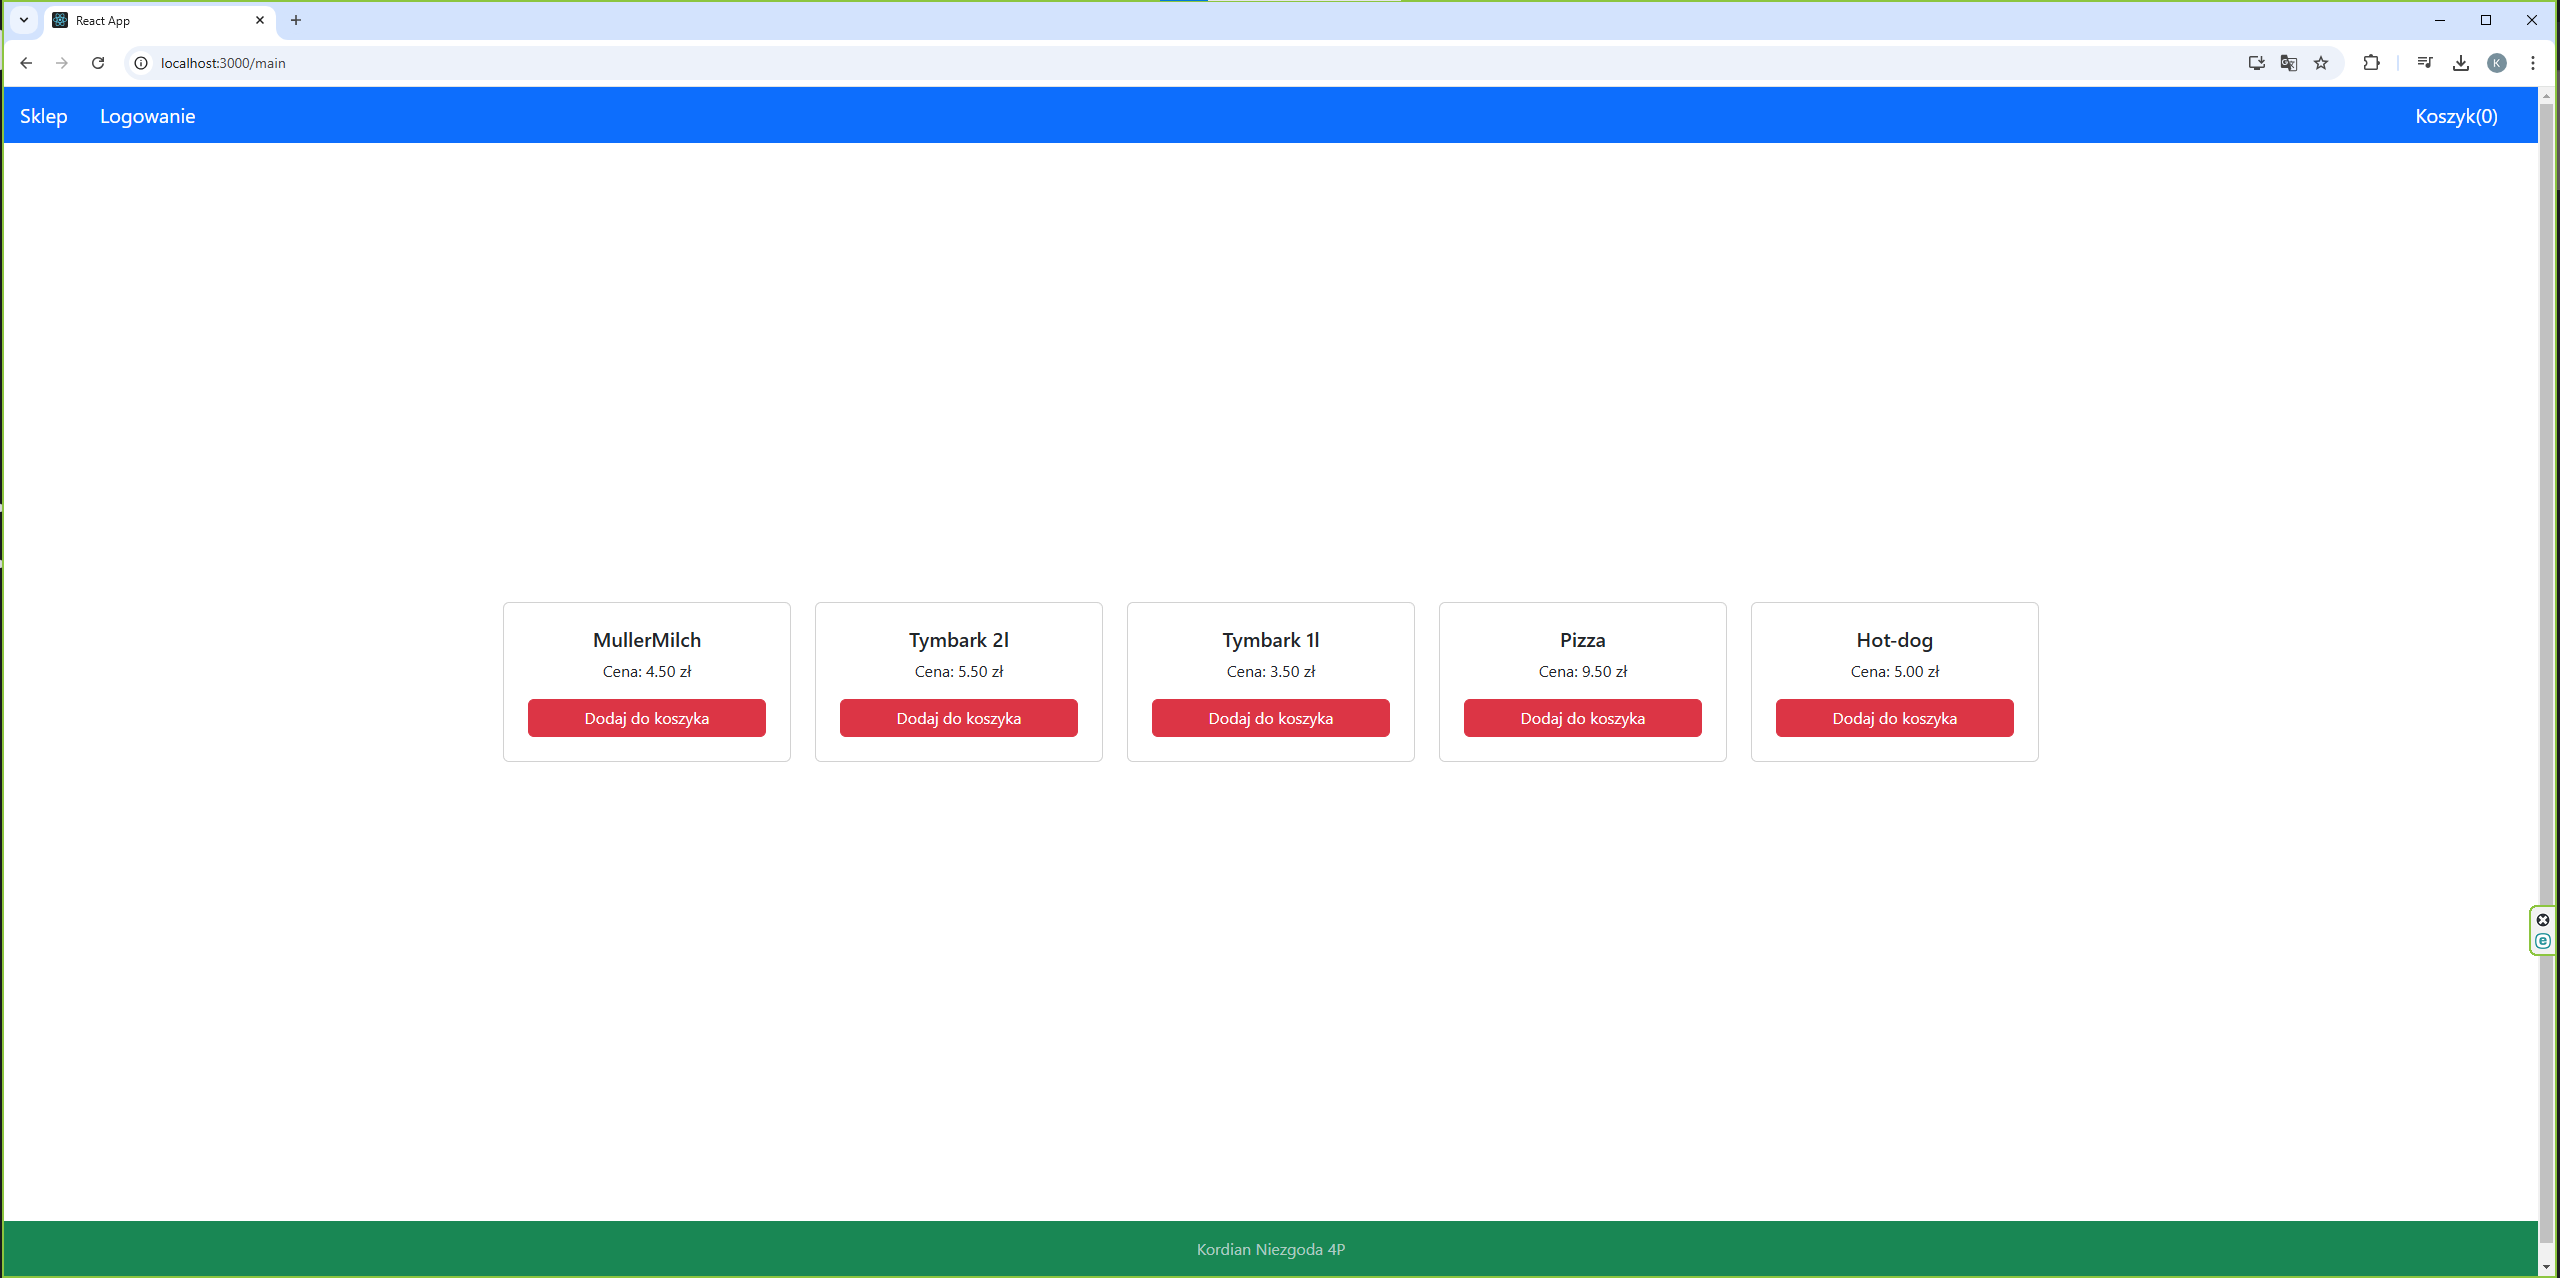 React App
localhost:3000/main
K
Sklep Logowanie Koszyk(0)
MullerMilch
Cena: 4.50 zł
Dodaj do koszyka
Tymbark 2l
Cena: 5.50 zł
Dodaj do koszyka
Tymbark 1l
Cena: 3.50 zł
Dodaj do koszyka
Pizza
Cena: 9.50 zł
Dodaj do koszyka
Hot-dog
Cena: 5.00 zł
Dodaj do koszyka
Kordian Niezgoda 4P